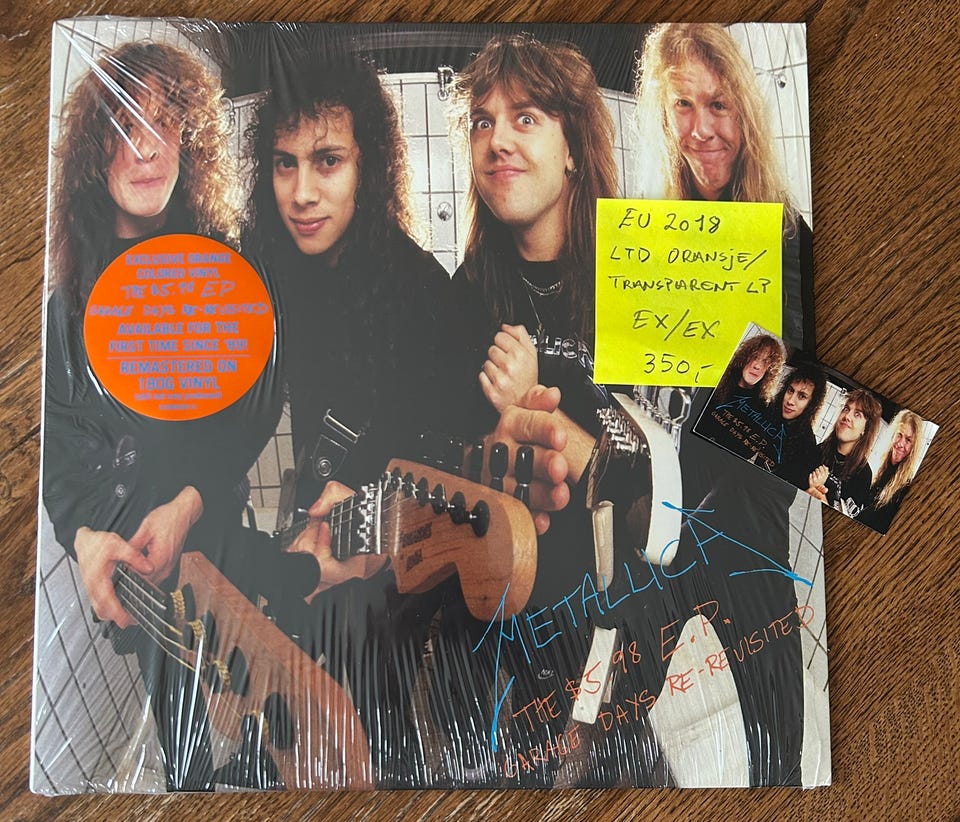 EXCLUSIVE ORANGE
COLORED VINYL
THE $5.98 EP
GARAGE DAYS RE-REVISITED
AVAILABLE FOR THE
FIRST TIME SINCE '89!
REMASTERED ON
180G VINYL
EU 2018
LTD ORANSJE/
TRANSPARENT LP
EX/EX
350,-
METALLICA
THE $5.98 E.P.
GARAGE DAYS RE-REVISITED
METALLICA
THE $5.98 E.P.
GARAGE DAYS RE-REVISITED